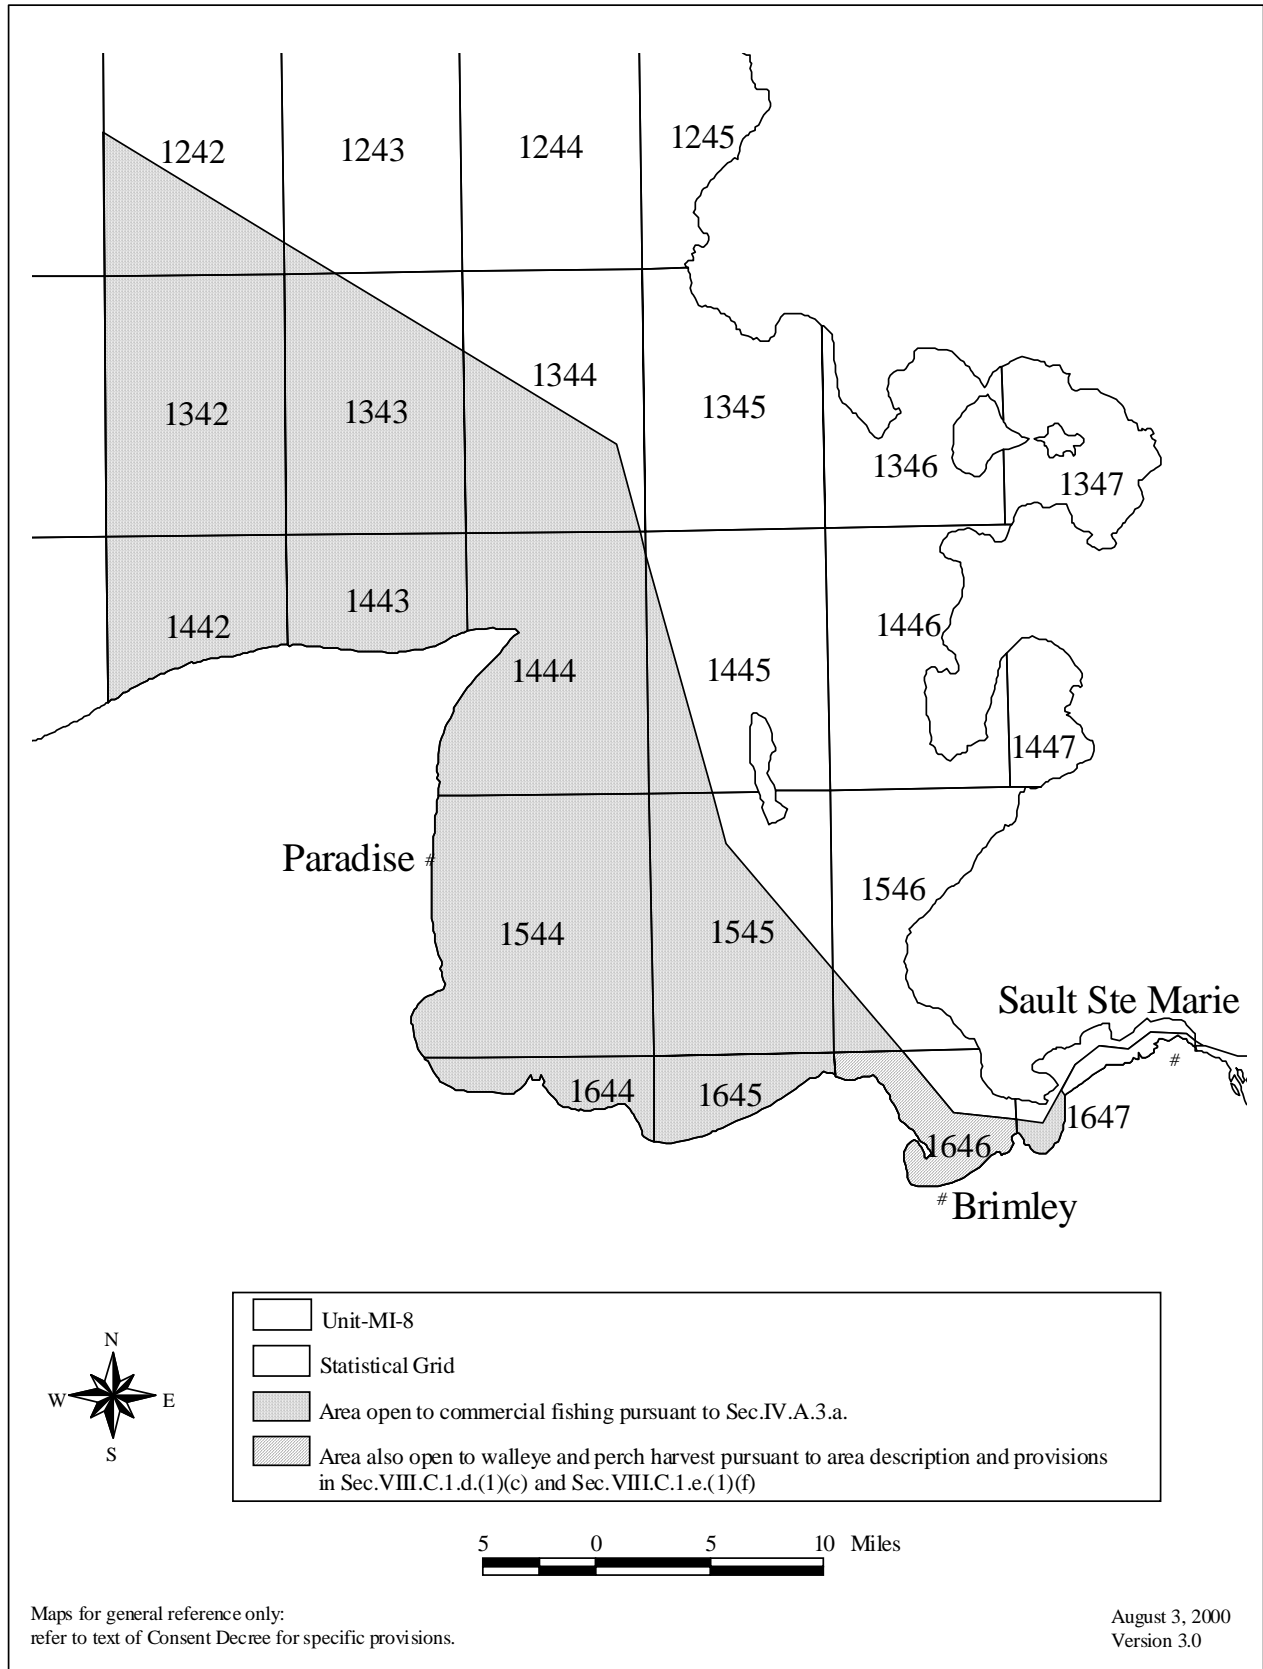 1242
1243
1244
1245
1342
1343
1344
1345
1346
1347
1442
1443
1444
1445
1446
1447
Paradise #
1544
1545
1546
Sault Ste Marie
#
1644
1645
1646
1647
# Brimley
Unit-MI-8
Statistical Grid
Area open to commercial fishing pursuant to Sec.IV.A.3.a.
Area also open to walleye and perch harvest pursuant to area description and provisions
in Sec.VIII.C.1.d.(1)(c) and Sec.VIII.C.1.e.(1)(f)
N
W E
S
5 0 5 10 Miles
Maps for general reference only:
refer to text of Consent Decree for specific provisions.
August 3, 2000
Version 3.0